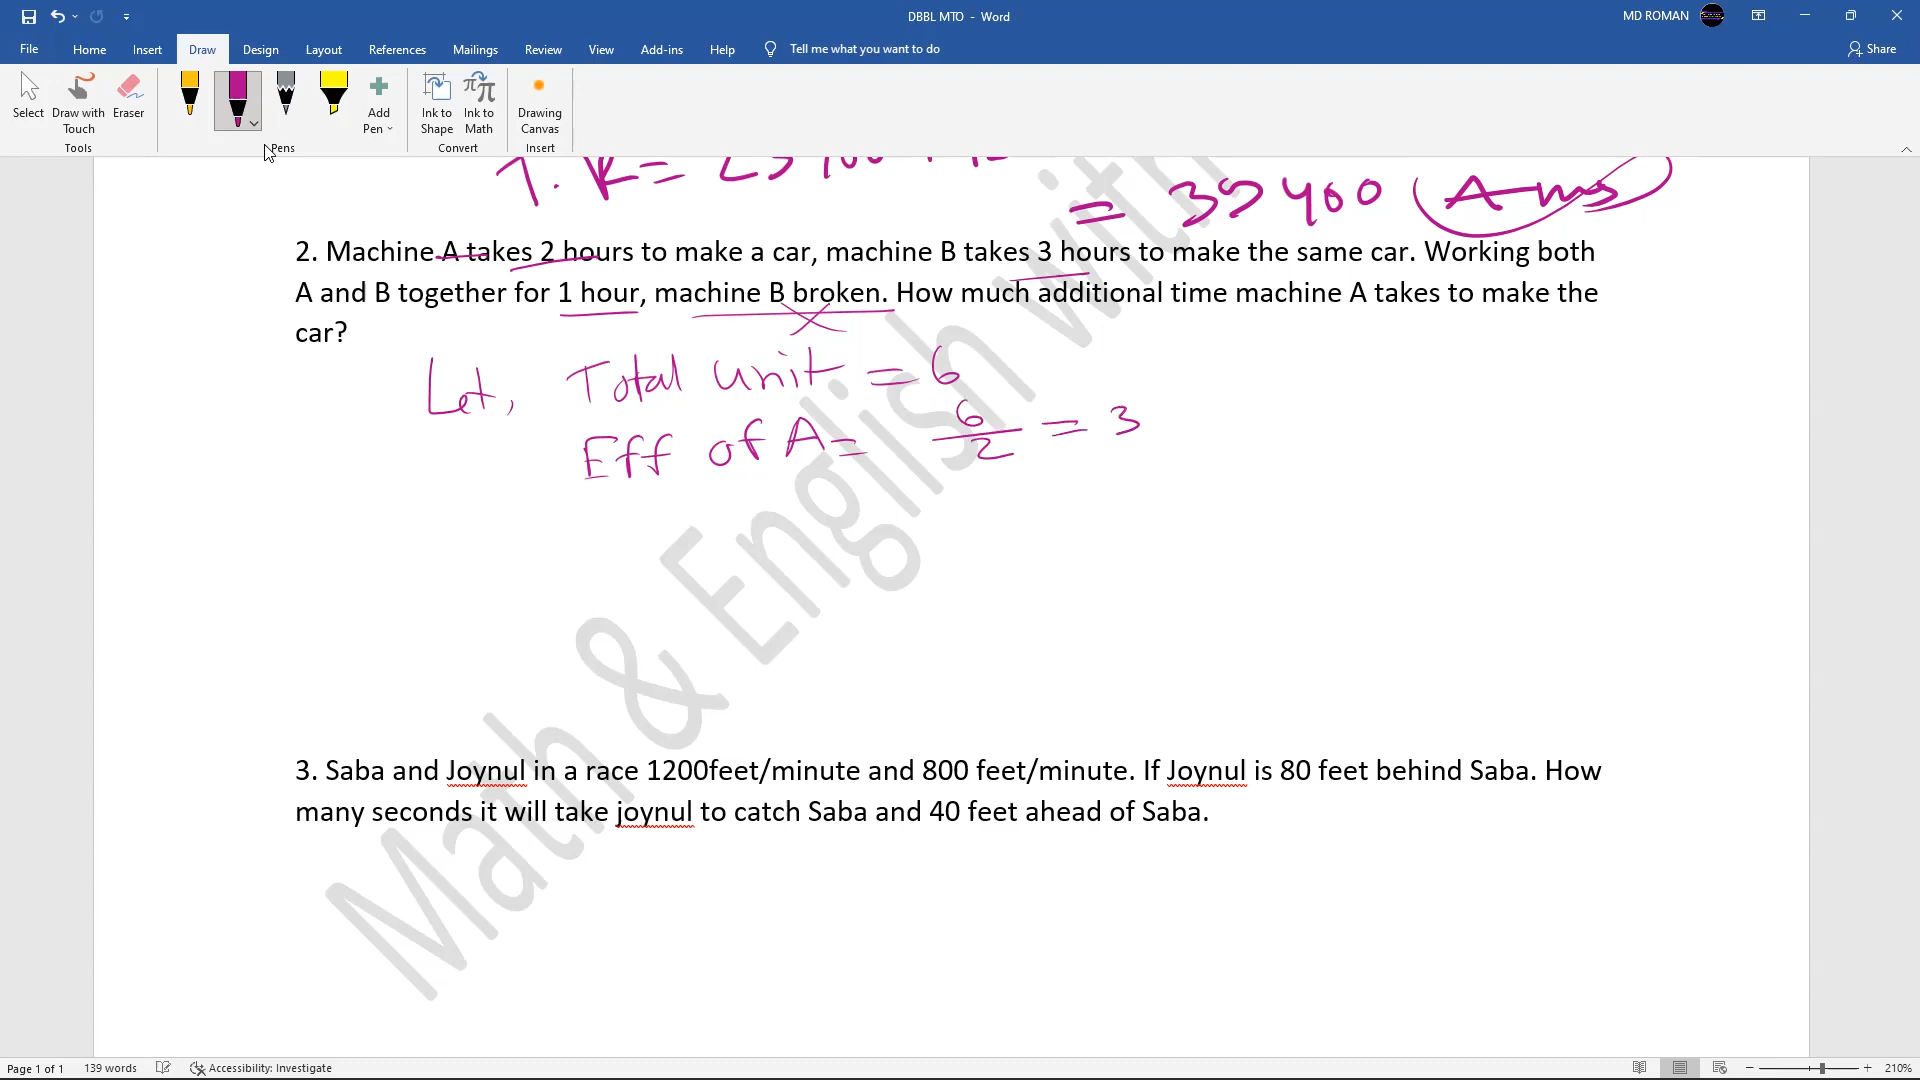 DBBL MTO - Word
MD ROMAN
File Home Insert Draw Design Layout References Mailings Review View Add-ins Help Tell me what you want to do Share
Select Draw with Touch Eraser Add Pen Ink to Shape Ink to Math Drawing Canvas
Tools Pens Convert Insert
= 39400 Ans
2. Machine A takes 2 hours to make a car, machine B takes 3 hours to make the same car. Working both
A and B together for 1 hour, machine B broken. How much additional time machine A takes to make the
car?
Let, Total unit = 6
Eff of A = 6/2 = 3
3. Saba and Joynul in a race 1200feet/minute and 800 feet/minute. If Joynul is 80 feet behind Saba. How
many seconds it will take joynul to catch Saba and 40 feet ahead of Saba.
Math & English with
Page 1 of 1 139 words Accessibility: Investigate 210%